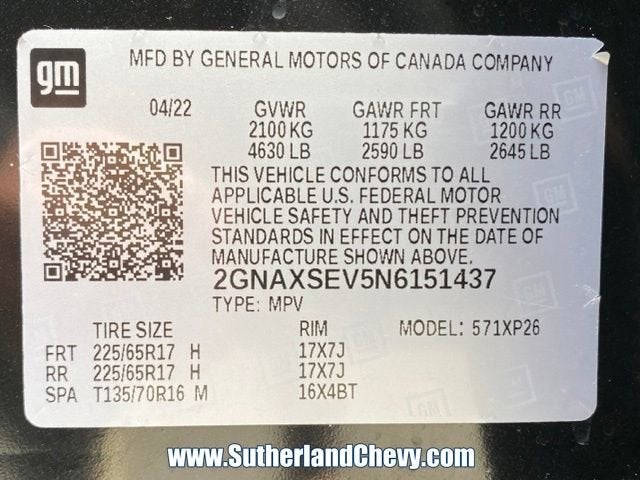 gm
MFD BY GENERAL MOTORS OF CANADA COMPANY
04/22 GVWR GAWR FRT GAWR RR
2100 KG 1175 KG 1200 KG
4630 LB 2590 LB 2645 LB
THIS VEHICLE CONFORMS TO ALL
APPLICABLE U.S. FEDERAL MOTOR
VEHICLE SAFETY AND THEFT PREVENTION
STANDARDS IN EFFECT ON THE DATE OF
MANUFACTURE SHOWN ABOVE.
2GNAXSEV5N6151437
TYPE: MPV
TIRE SIZE RIM MODEL: 571XP26
FRT 225/65R17 H 17X7J
RR 225/65R17 H 17X7J
SPA T135/70R16 M 16X4BT
www.SutherlandChevy.com